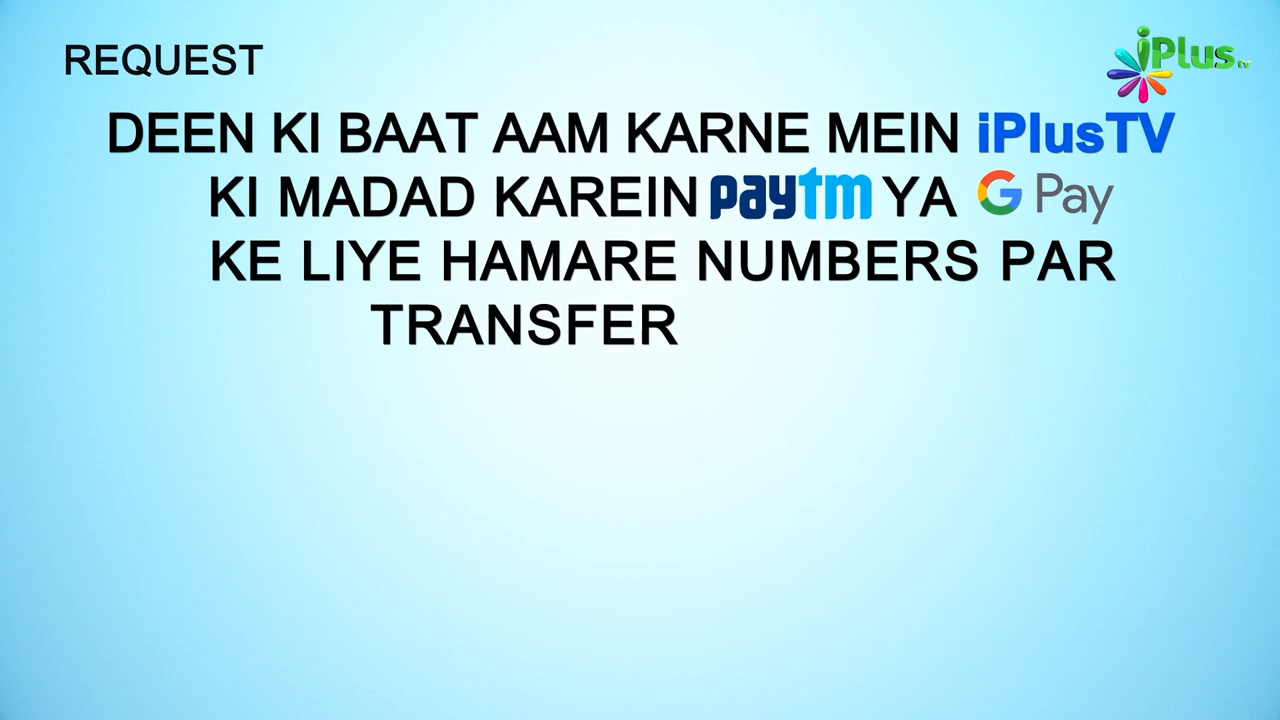 REQUEST
iPlus tv
DEEN KI BAAT AAM KARNE MEIN iPlusTV
KI MADAD KAREIN paytm YA G Pay
KE LIYE HAMARE NUMBERS PAR
TRANSFER